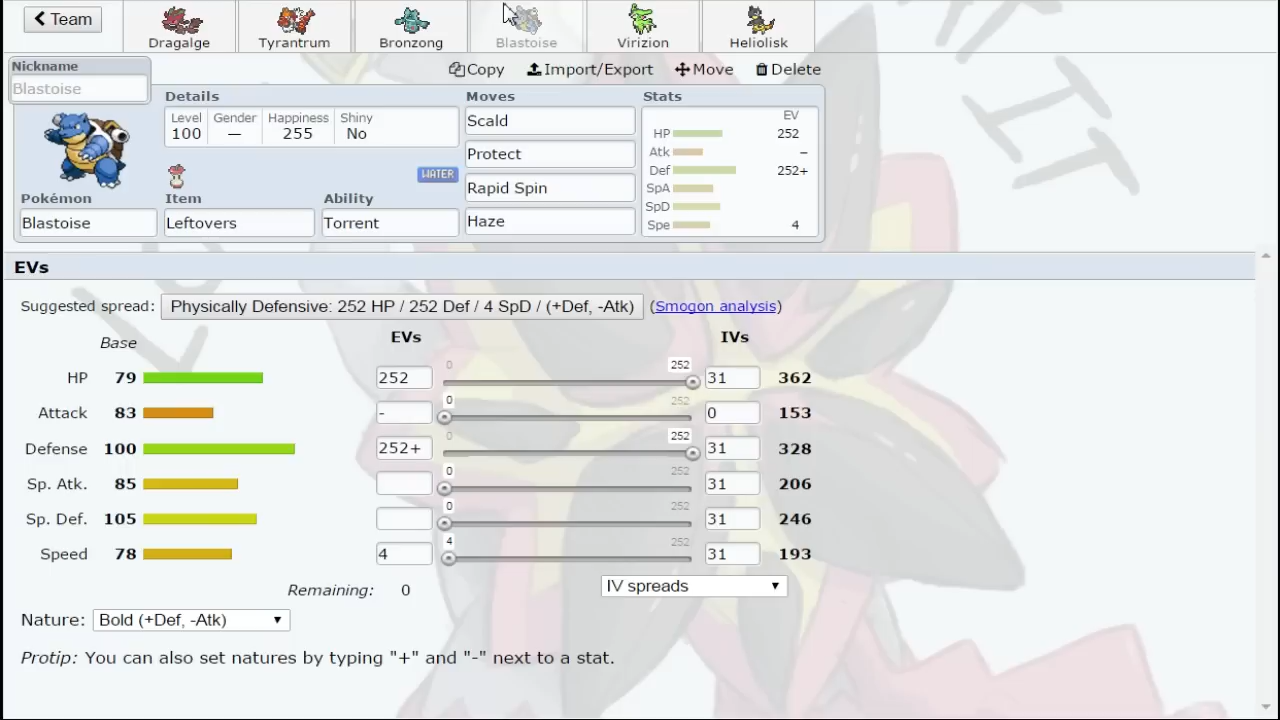 Team
Dragalge Tyrantrum Bronzong Blastoise Virizion Heliolisk
Nickname
Blastoise
Copy Import/Export Move Delete
Details Moves Stats
Level Gender Happiness Shiny
100 — 255 No
WATER
Pokémon Item Ability
Blastoise Leftovers Torrent
Scald
Protect
Rapid Spin
Haze
EV
HP 252
Atk –
Def 252+
SpA
SpD
Spe 4
EVs
Suggested spread: Physically Defensive: 252 HP / 252 Def / 4 SpD / (+Def, -Atk) (Smogon analysis)
Base EVs IVs
HP 79 252 0 252 31 362
Attack 83 - 0 252 0 153
Defense 100 252+ 0 252 31 328
Sp. Atk. 85 0 252 31 206
Sp. Def. 105 0 252 31 246
Speed 78 4 4 252 31 193
Remaining: 0 IV spreads
Nature: Bold (+Def, -Atk)
Protip: You can also set natures by typing "+" and "-" next to a stat.